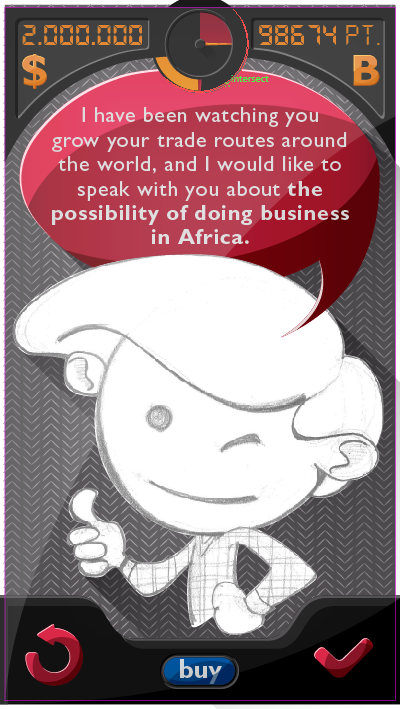 2.000.000
98674 PT.
$
B
intersect
I have been watching you
grow your trade routes around
the world, and I would like to
speak with you about the
possibility of doing business
in Africa.
buy